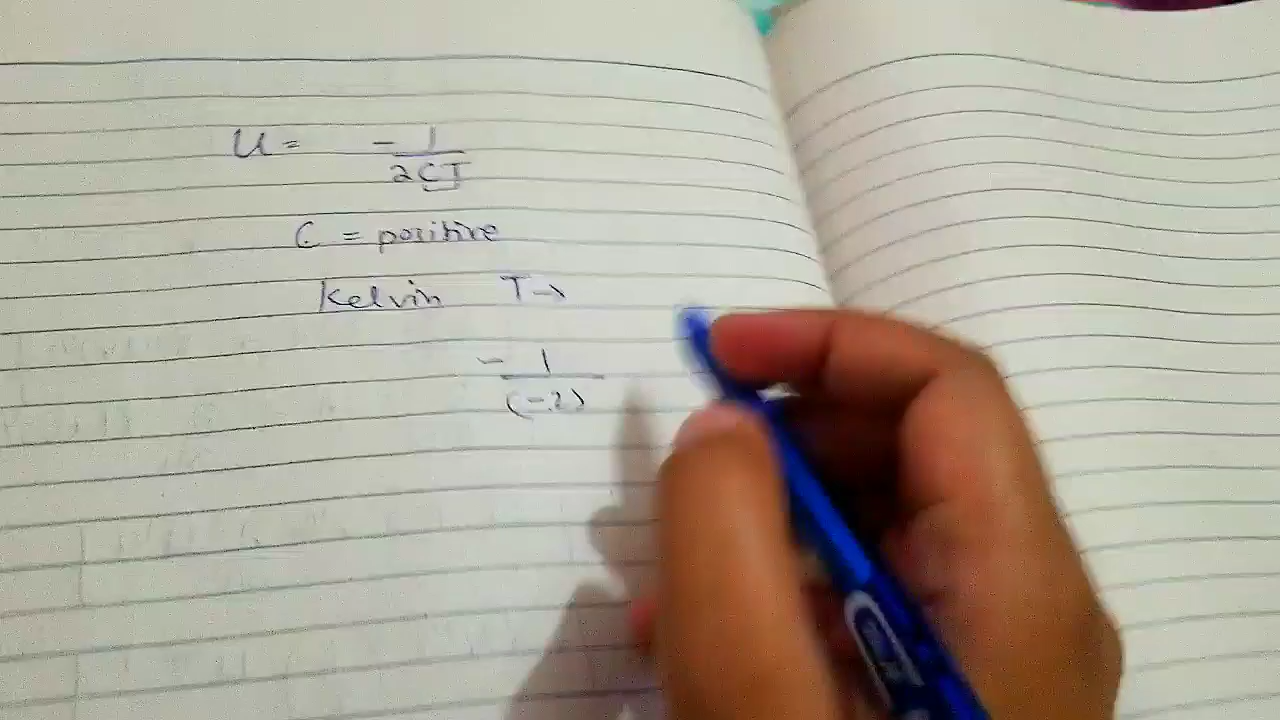 U = - 1 / 2CT
C = positive
Kelvin T →
- 1 / (-2)